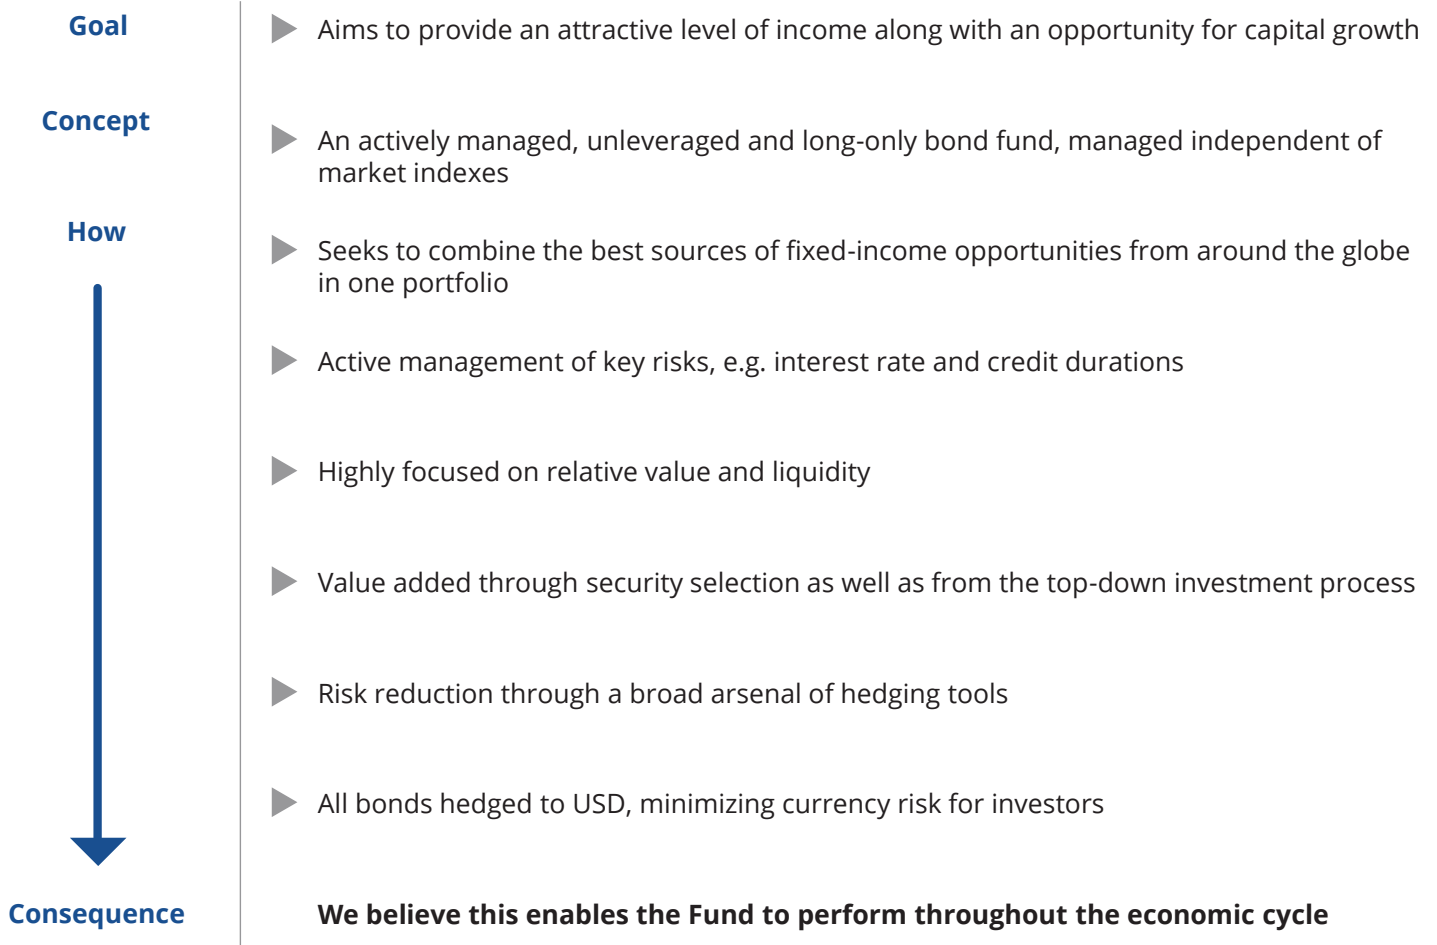 Goal
Aims to provide an attractive level of income along with an opportunity for capital growth
Concept
An actively managed, unleveraged and long-only bond fund, managed independent of
market indexes
How
Seeks to combine the best sources of fixed-income opportunities from around the globe
in one portfolio
Active management of key risks, e.g. interest rate and credit durations
Highly focused on relative value and liquidity
Value added through security selection as well as from the top-down investment process
Risk reduction through a broad arsenal of hedging tools
All bonds hedged to USD, minimizing currency risk for investors
Consequence
We believe this enables the Fund to perform throughout the economic cycle